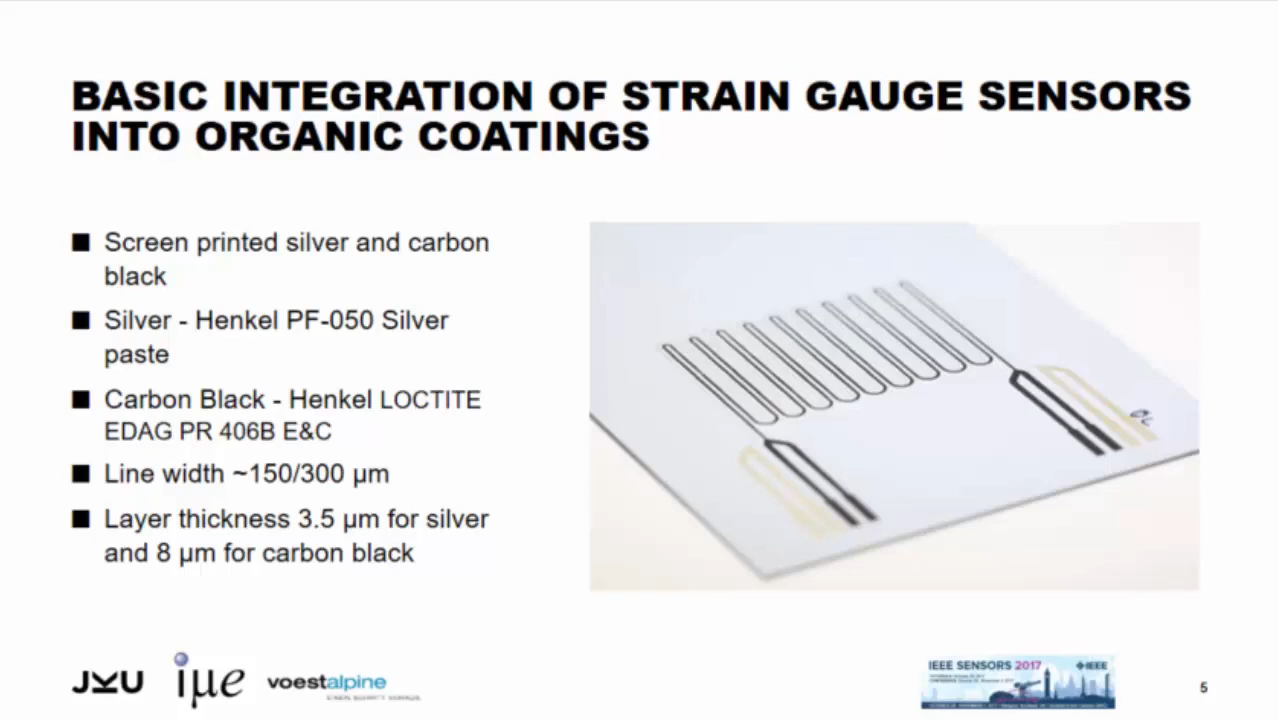 BASIC INTEGRATION OF STRAIN GAUGE SENSORS
INTO ORGANIC COATINGS
Screen printed silver and carbon
black
Silver - Henkel PF-050 Silver
paste
Carbon Black - Henkel LOCTITE
EDAG PR 406B E&C
Line width ~150/300 µm
Layer thickness 3.5 µm for silver
and 8 µm for carbon black
JKU
iµe
voestalpine
IEEE SENSORS 2017
IEEE
5